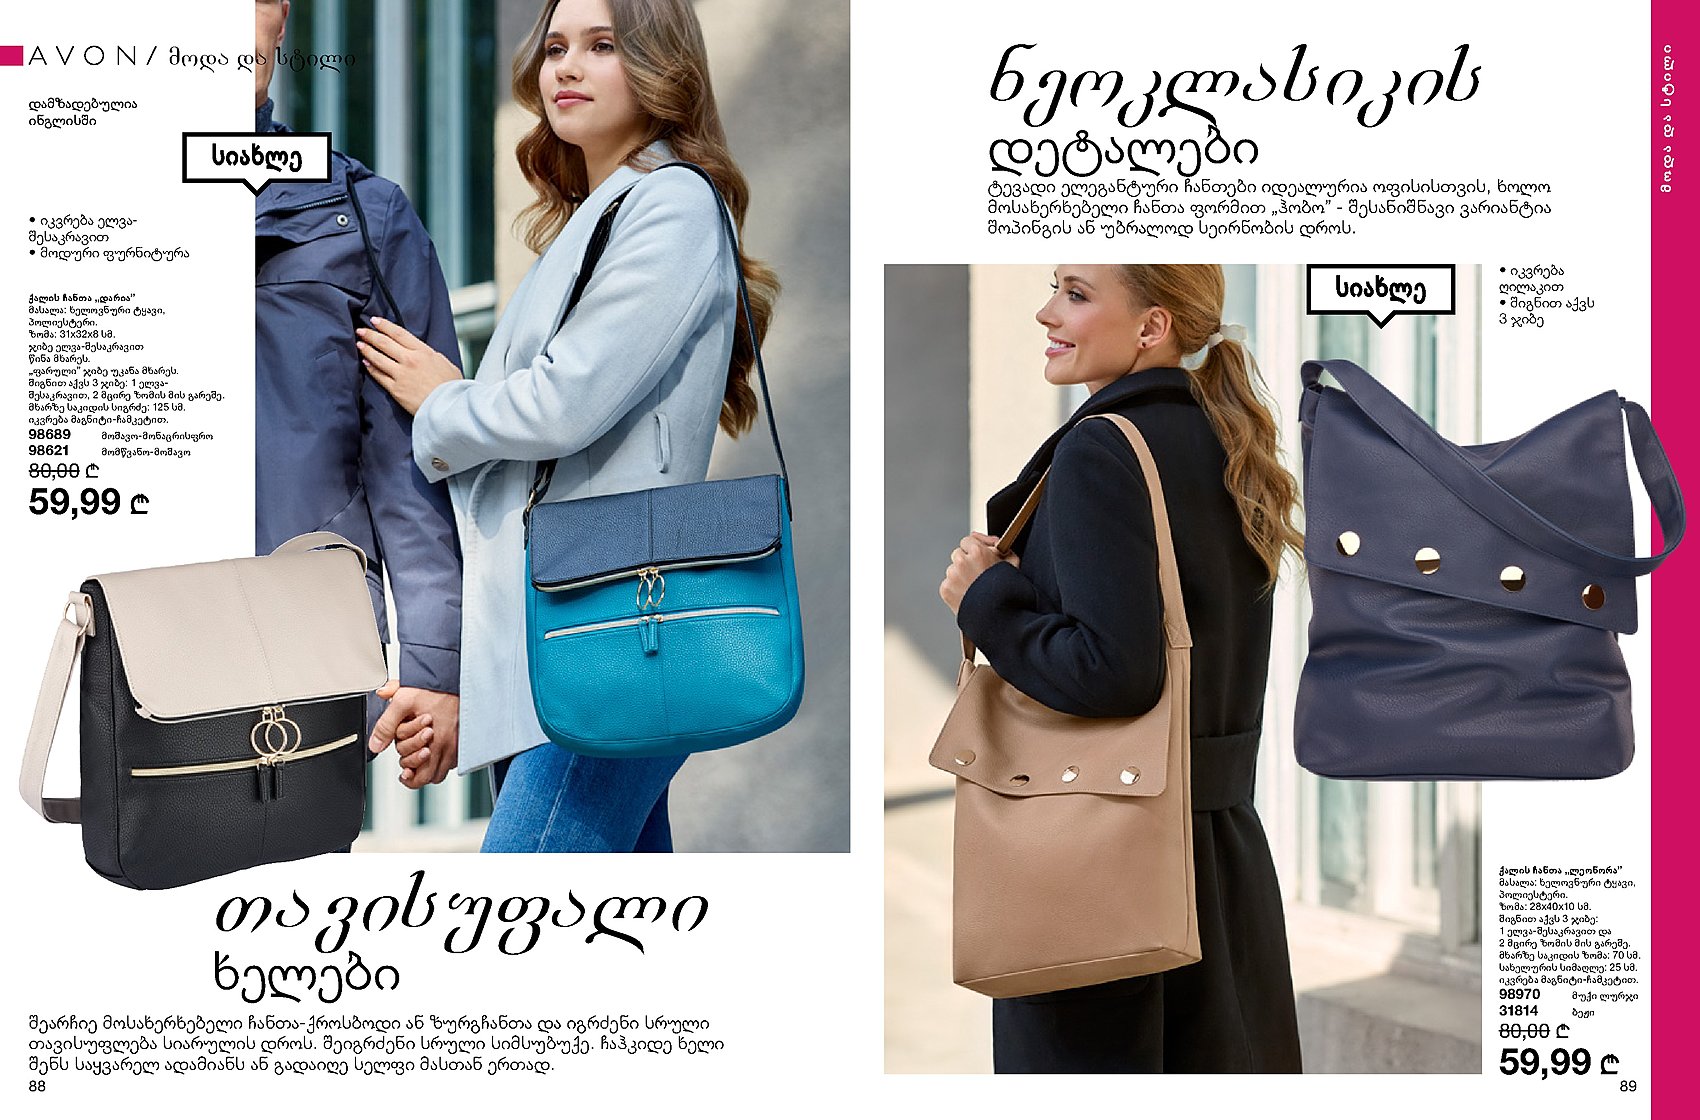 AVON/ მოდა და სტილი
დამზადებულია
ინგლისში
სიახლე
• იკვრება ელვა-
შესაკრავით
• მოდური ფურნიტურა
ქალის ჩანთა „დარია”
მასალა: ხელოვნური ტყავი,
პოლიესტერი.
ზომა: 31x32x8 სმ.
ჯიბე ელვა-შესაკრავით
წინა მხარეს.
„ფარული” ჯიბე უკანა მხარეს.
შიგნით აქვს 3 ჯიბე: 1 ელვა-
შესაკრავით, 2 მცირე ზომის მის გარეშე.
მხარზე საკიდის სიგრძე: 125 სმ.
იკვრება მაგნიტი-ჩამკეტით.
98689 მოშავო-მონაცრისფრო
98621 მომწვანო-მოშავო
80,00 ₾
59,99 ₾
თავისუფალი
ხელები
შეარჩიე მოსახერხებელი ჩანთა-ქროსბოდი ან ზურგჩანთა და იგრძენი სრული
თავისუფლება სიარულის დროს. შეიგრძენი სრული სიმსუბუქე. ჩაჰკიდე ხელი
შენს საყვარელ ადამიანს ან გადაიღე სელფი მასთან ერთად.
88
ნეოკლასიკის
დეტალები
ტევადი ელეგანტური ჩანთები იდეალურია ოფისისთვის, ხოლო
მოსახერხებელი ჩანთა ფორმით „ჰობო” - შესანიშნავი ვარიანტია
შოპინგის ან უბრალოდ სეირნობის დროს.
სიახლე
• იკვრება
ღილაკით
• შიგნით აქვს
3 ჯიბე
ქალის ჩანთა „ლეონორა”
მასალა: ხელოვნური ტყავი,
პოლიესტერი.
ზომა: 28x40x10 სმ.
შიგნით აქვს 3 ჯიბე:
1 ელვა-შესაკრავით და
2 მცირე ზომის მის გარეშე.
მხარზე საკიდის ზომა: 70 სმ.
სახელურის სიმაღლე: 25 სმ.
იკვრება მაგნიტი-ჩამკეტით.
98970 მუქი ლურჯი
31814 ბეჟი
80,00 ₾
59,99 ₾
89
მოდა და სტილი